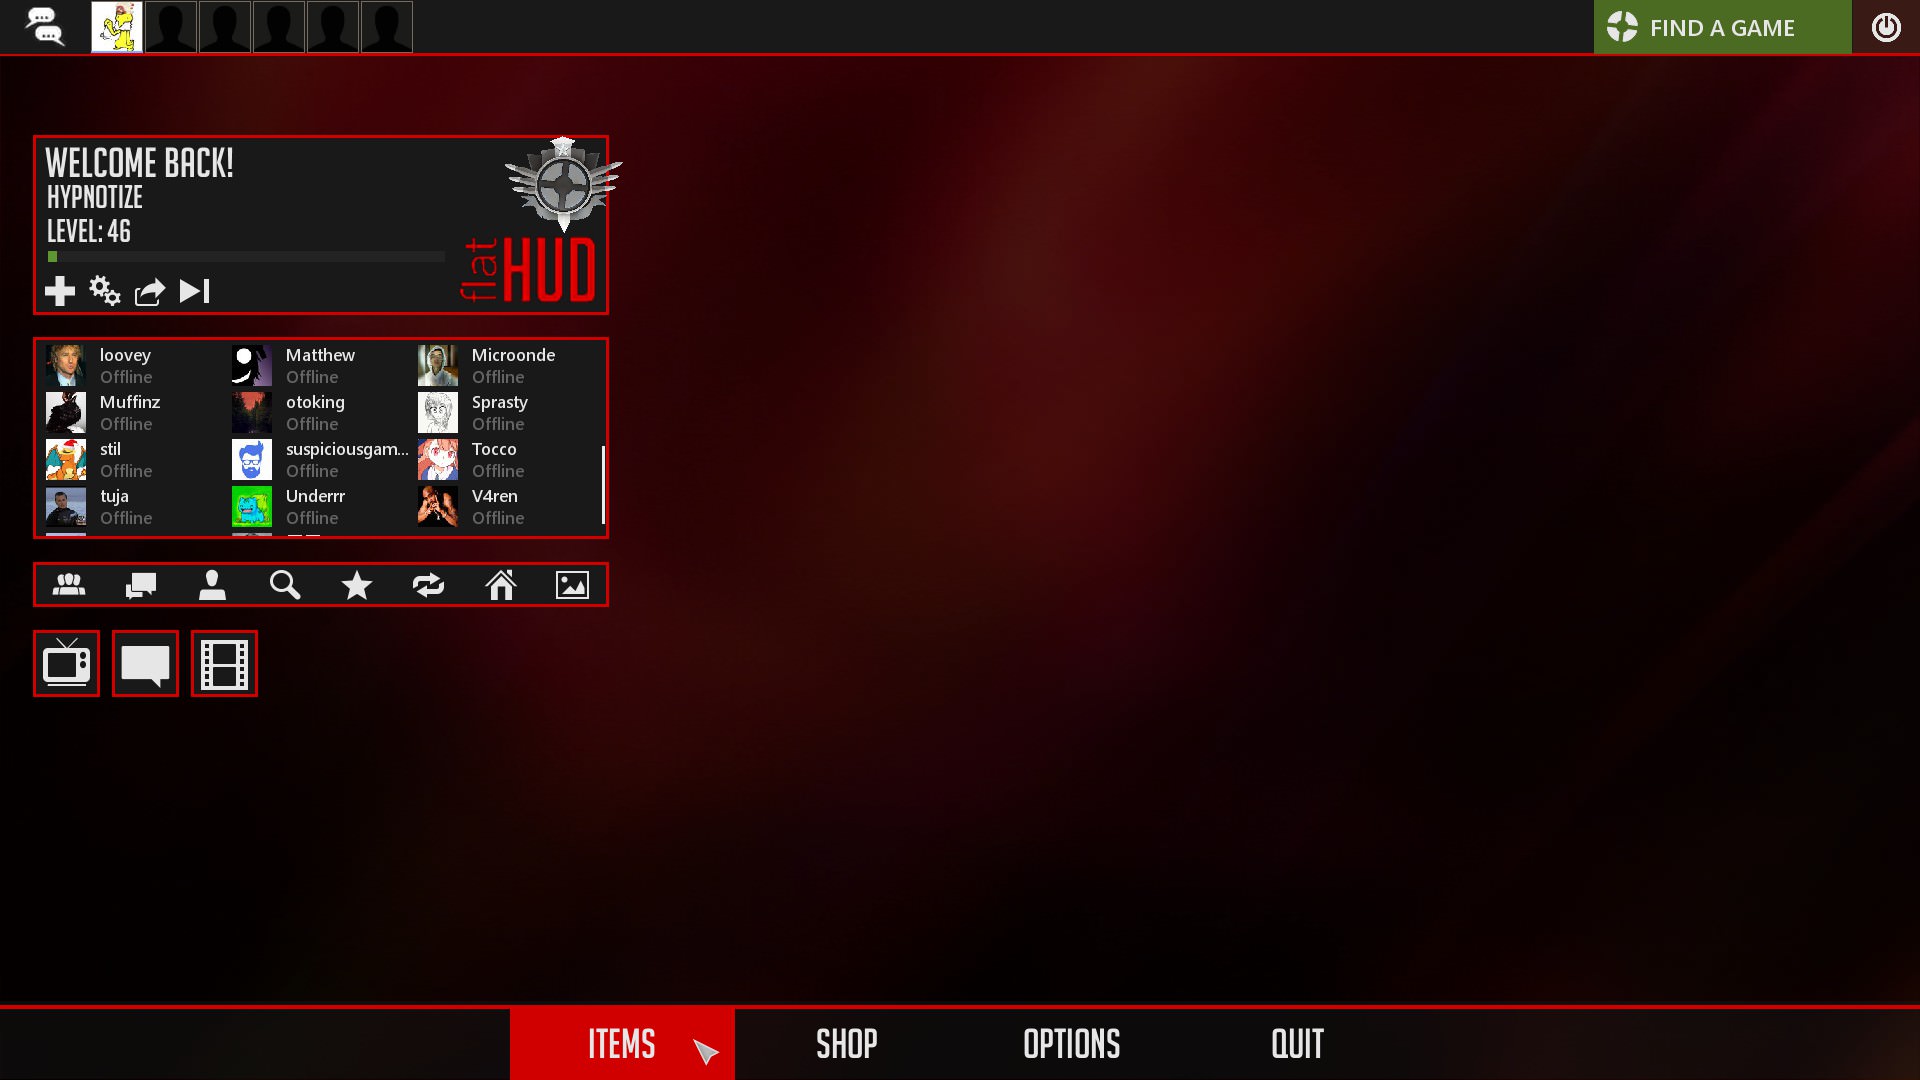 FIND A GAME
WELCOME BACK!
HYPNOTIZE
LEVEL: 46
flat HUD
loovey
Offline
Matthew
Offline
Microonde
Offline
Muffinz
Offline
otoking
Offline
Sprasty
Offline
stil
Offline
suspiciousgam...
Offline
Tocco
Offline
tuja
Offline
Underrr
Offline
V4ren
Offline
ITEMS
SHOP
OPTIONS
QUIT